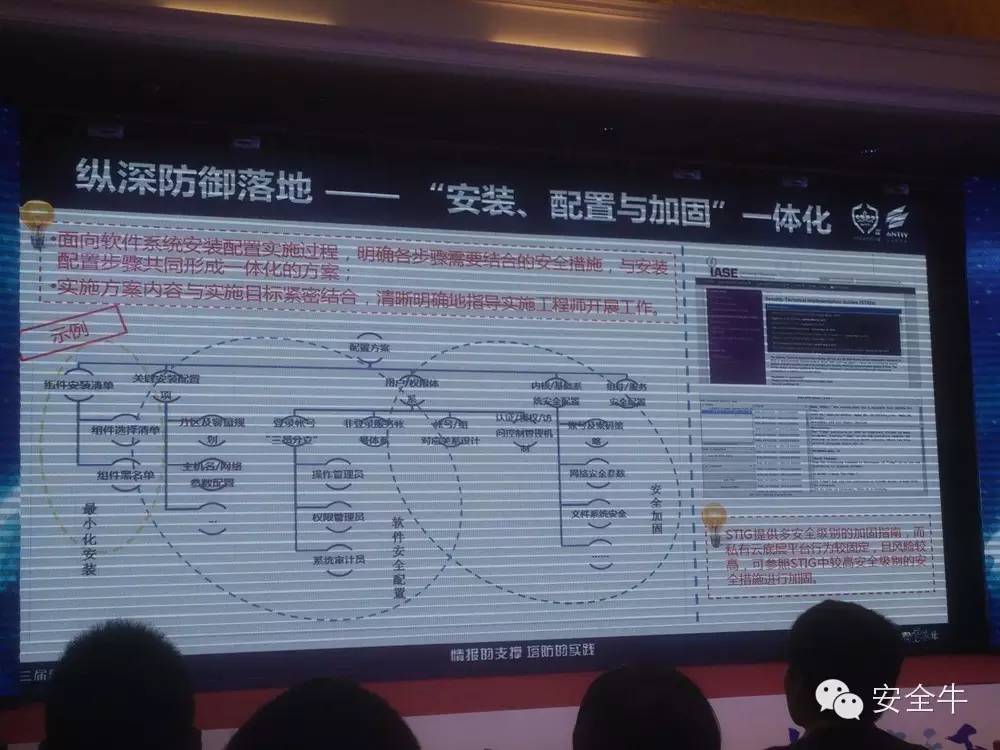 纵深防御落地 —— “安装、配置与加固”一体化
ANTIY
•面向软件系统安装配置实施过程，明确各步骤需要结合的安全措施，与安装
配置步骤共同形成一体化的方案；
•实施方案内容与实施目标紧密结合，清晰明确地指导实施工程师开展工作。
示例
配置方案
组件安装清单
关键安装配置
项
用户/权限体
系
内核/基础系
统安全配置
组件/服务
安全配置
组件选择清单
组件黑名单
片区及容量规
划
主机名/网络
参数配置
...
登录帐号
“三员分立”
非登录服务帐
号体系
帐号/组
对应关系设计
操作管理员
权限管理员
系统审计员
认证/授权/访
问控制管理机
制
账号及密码策
略
网络安全参数
文件系统安全
......
最小化安装
软件安全配置
安全加固
IASE
STIG提供多安全级别的加固指南，而
私有云底层平台行为较固定，且风险较
高，可参照STIG中较高安全级别的安
全措施进行加固。
情报的支撑 塔防的实践
三届
安全牛